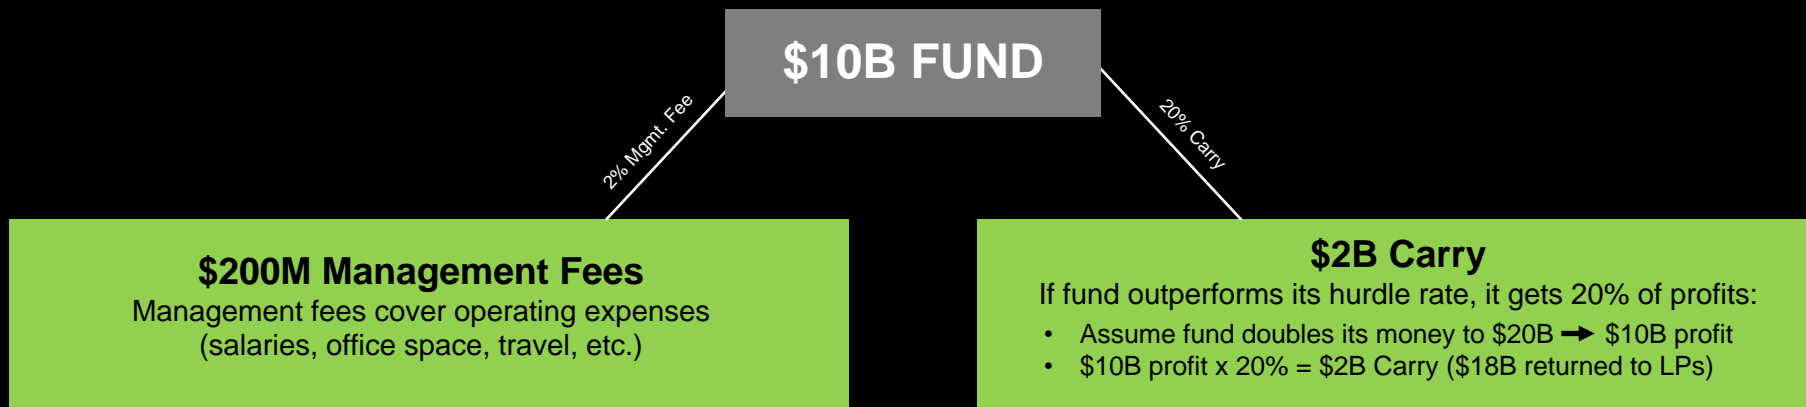 $10B FUND
2% Mgmt. Fee
20% Carry
$200M Management Fees
Management fees cover operating expenses
(salaries, office space, travel, etc.)
$2B Carry
If fund outperforms its hurdle rate, it gets 20% of profits:
• Assume fund doubles its money to $20B → $10B profit
• $10B profit x 20% = $2B Carry ($18B returned to LPs)